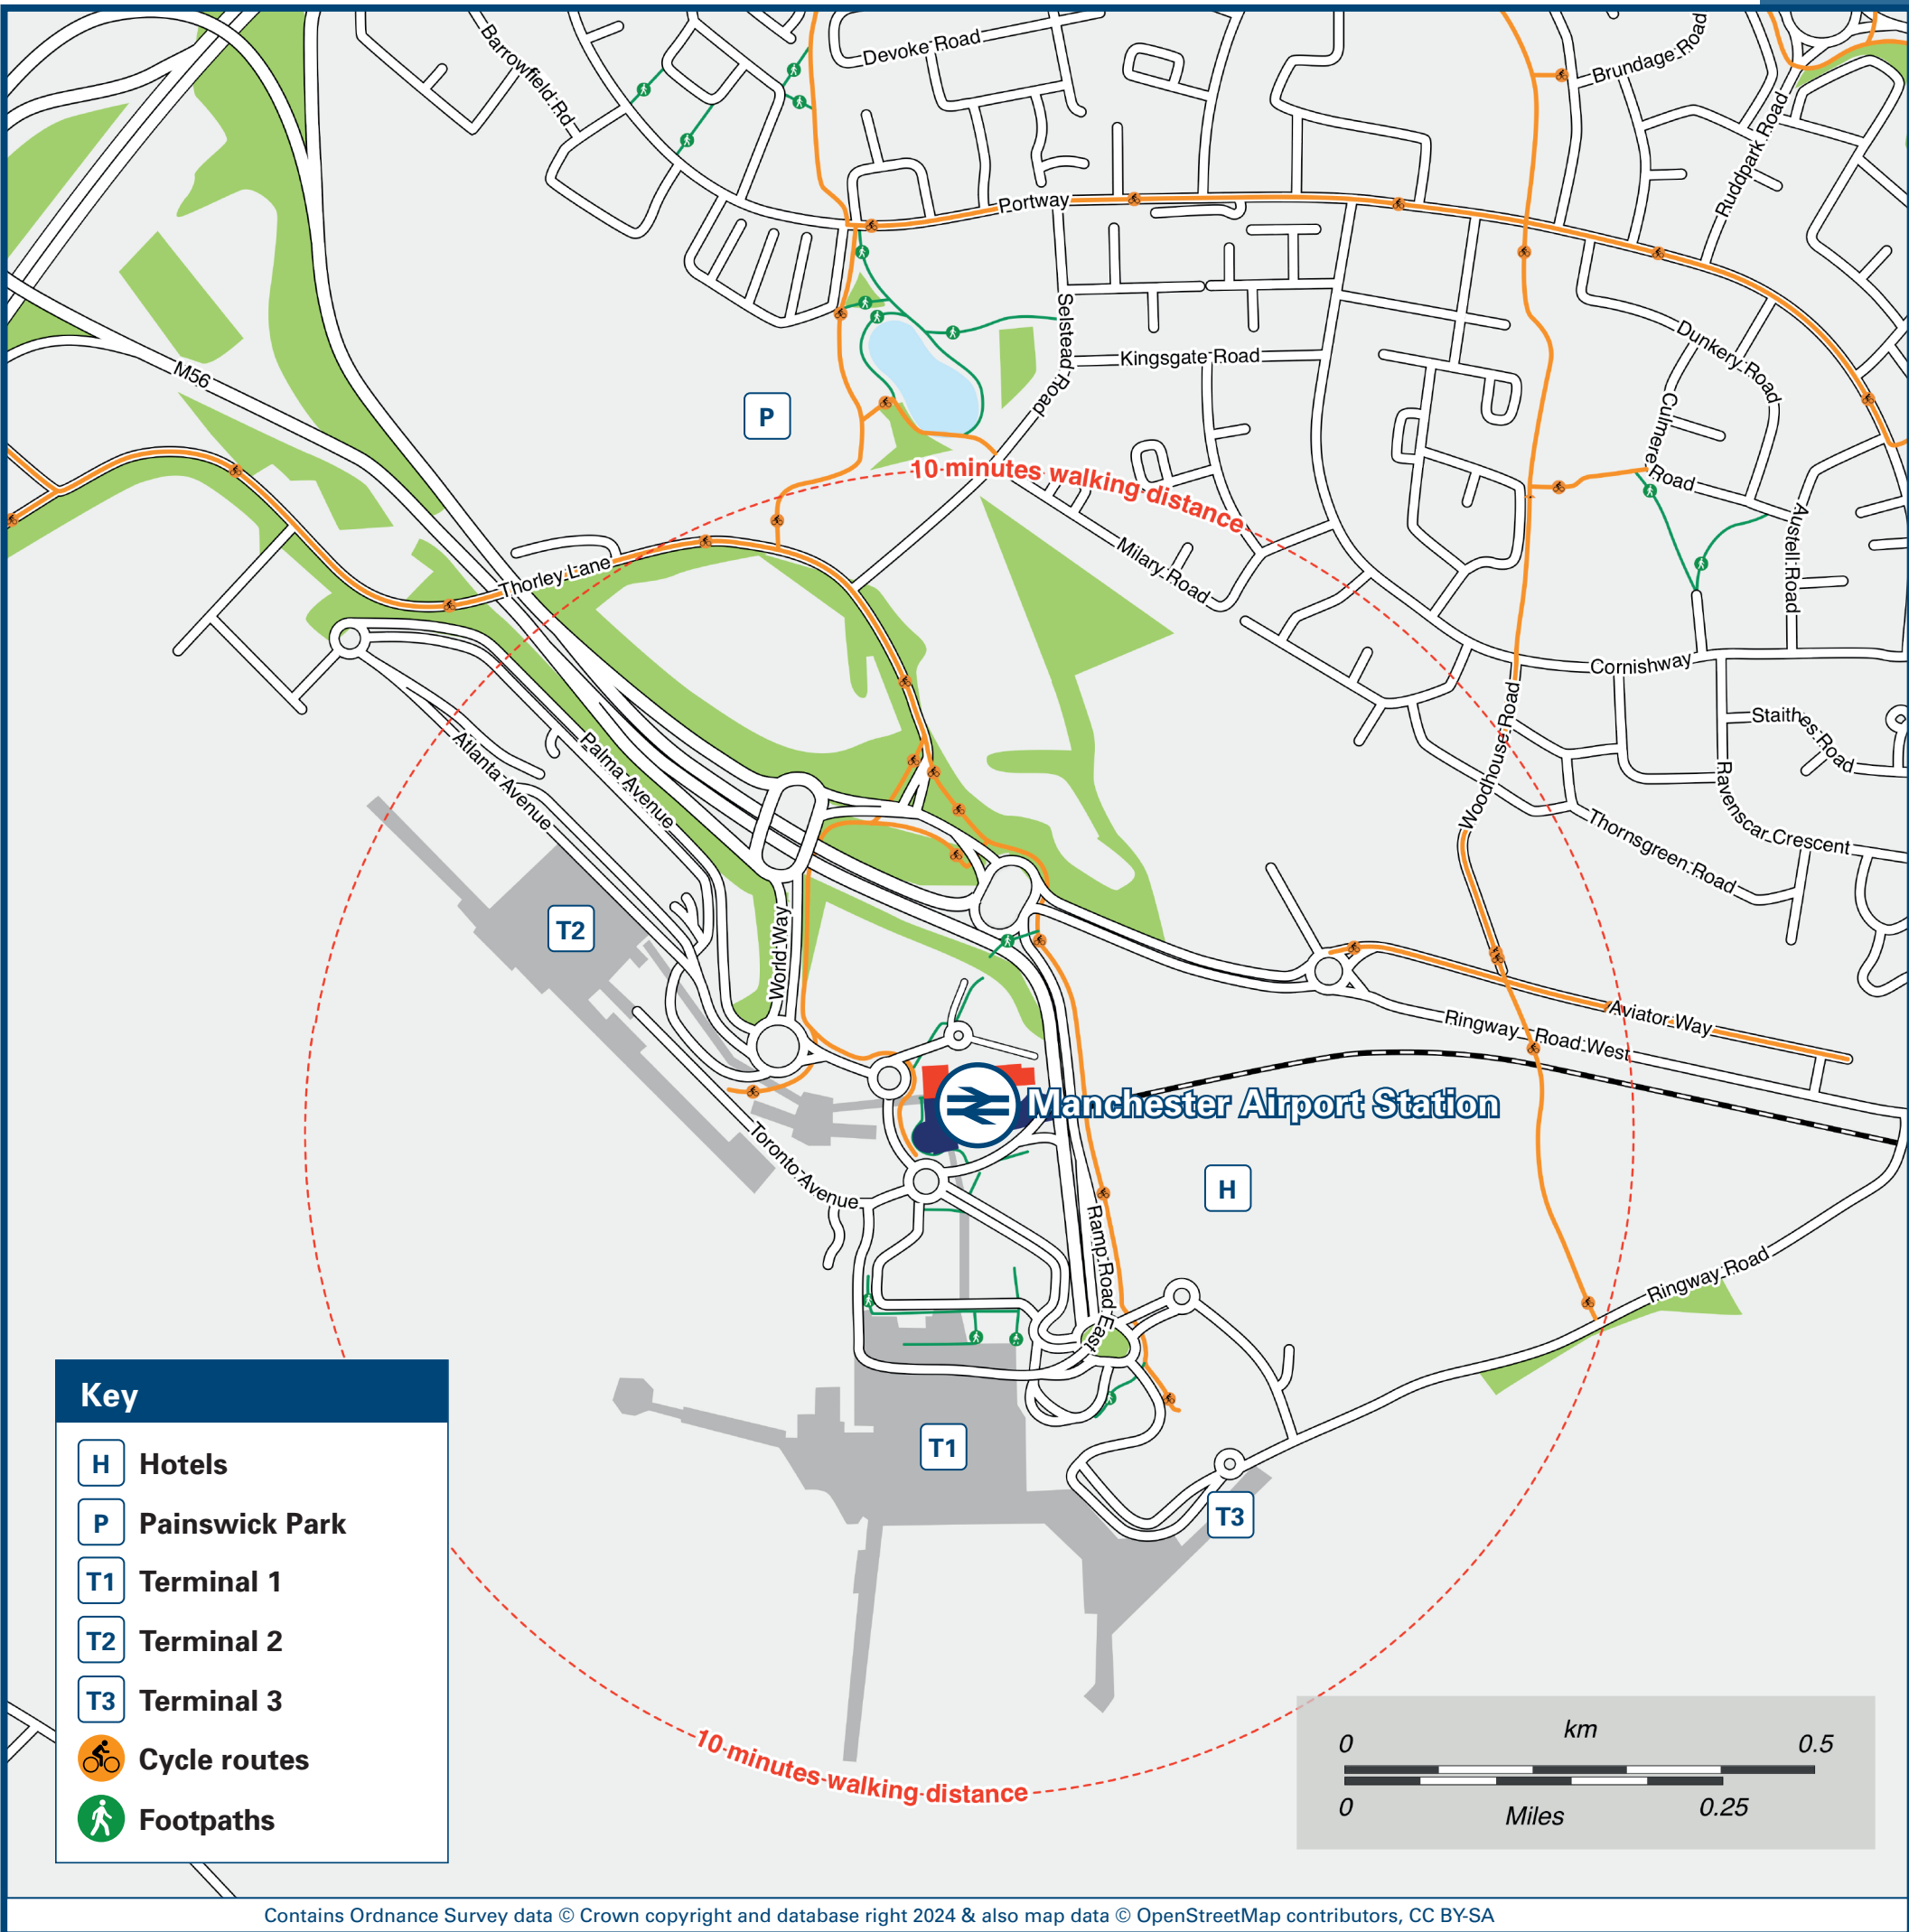 Devoke Road
Barrowfield Rd
Brundage Road
Ruddpark Road
Portway
Selstead Road
Kingsgate Road
Dunkery Road
M56
P
Culmere Road
10 minutes walking distance
Austell Road
Milary Road
Thorley Lane
Cornishway
Staithes Road
Woodhouse Road
Palma Avenue
Atlanta Avenue
Ravenscar Crescent
Thornsgreen Road
T2
World Way
Aviator Way
Ringway Road West
Manchester Airport Station
Toronto Avenue
H
Ramp Road East
Ringway Road
T1
T3
Key
H Hotels
P Painswick Park
T1 Terminal 1
T2 Terminal 2
T3 Terminal 3
Cycle routes
Footpaths
10 minutes walking distance
km
0 0.5
0 0.25
Miles
Contains Ordnance Survey data © Crown copyright and database right 2024 & also map data © OpenStreetMap contributors, CC BY-SA